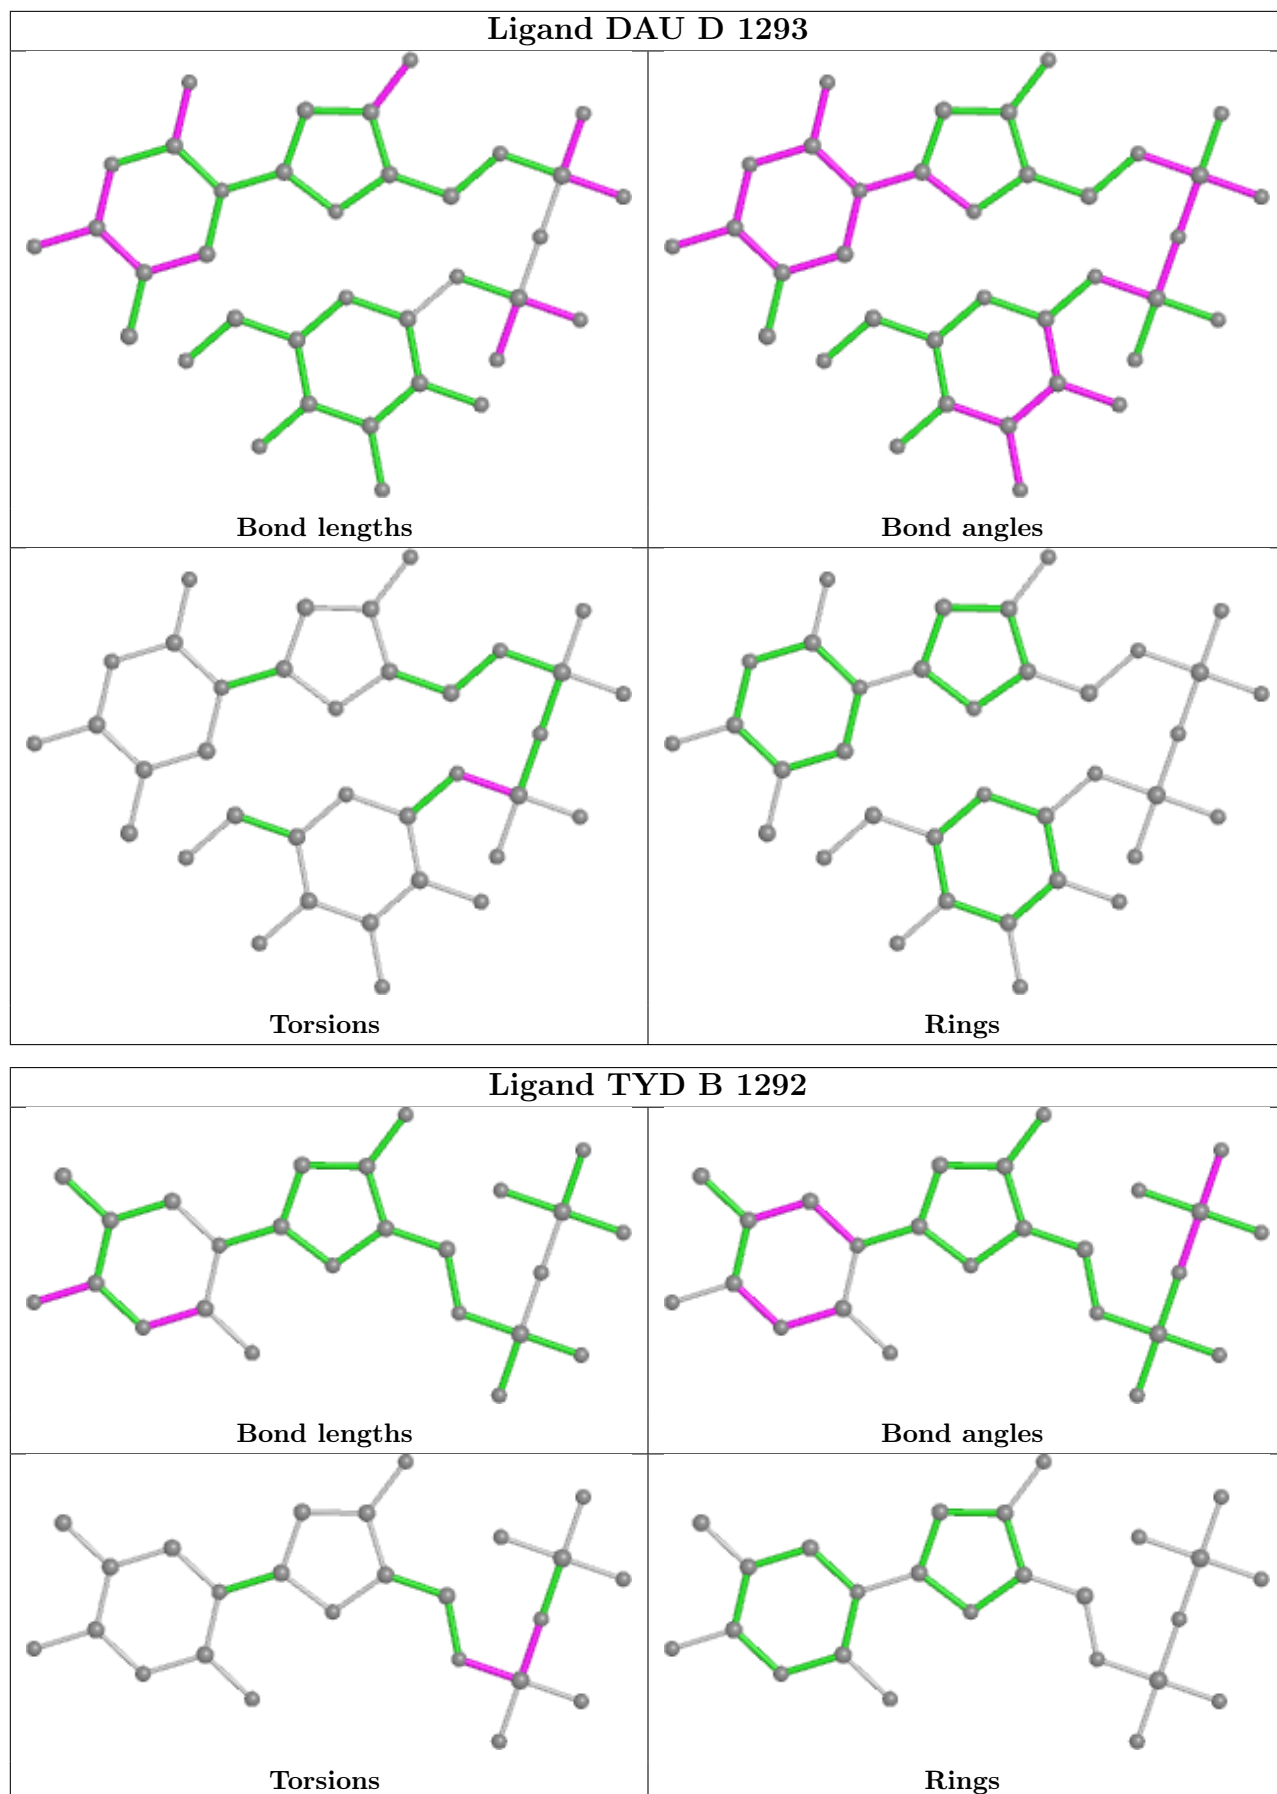 Ligand DAU D 1293
Bond lengths
Bond angles
Torsions
Rings
Ligand TYD B 1292
Bond lengths
Bond angles
Torsions
Rings